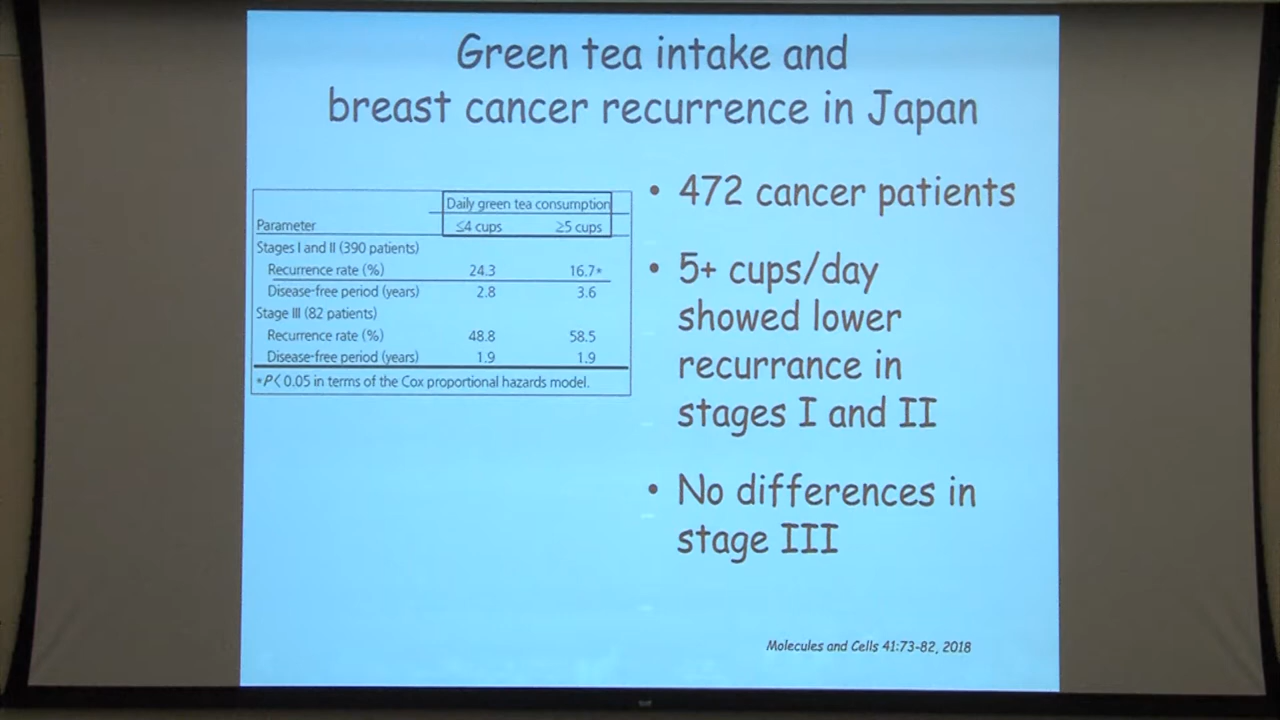 Green tea intake and
breast cancer recurrence in Japan
Daily green tea consumption
Parameter ≤4 cups ≥5 cups
Stages I and II (390 patients)
Recurrence rate (%) 24.3 16.7*
Disease-free period (years) 2.8 3.6
Stage III (82 patients)
Recurrence rate (%) 48.8 58.5
Disease-free period (years) 1.9 1.9
*P<0.05 in terms of the Cox proportional hazards model.
• 472 cancer patients
• 5+ cups/day
showed lower
recurrance in
stages I and II
• No differences in
stage III
Molecules and Cells 41:73-82, 2018